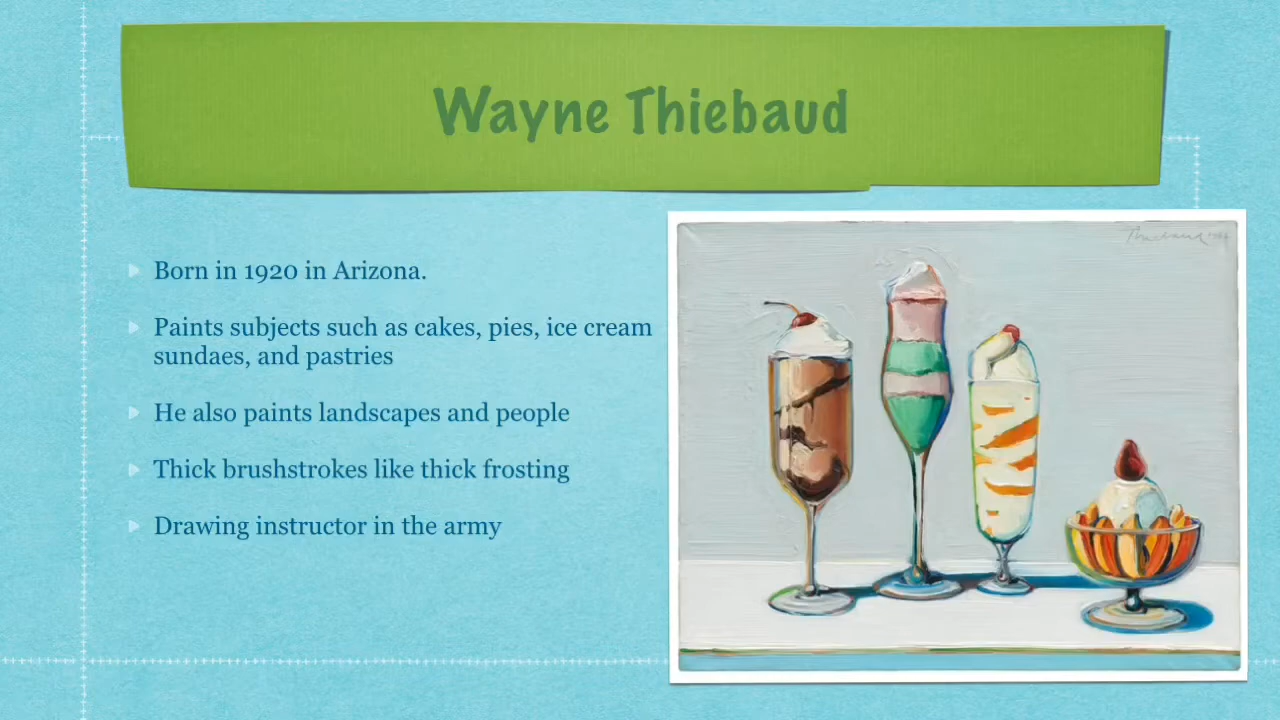 Wayne Thiebaud
Born in 1920 in Arizona.
Paints subjects such as cakes, pies, ice cream
sundaes, and pastries
He also paints landscapes and people
Thick brushstrokes like thick frosting
Drawing instructor in the army
Thiebaud